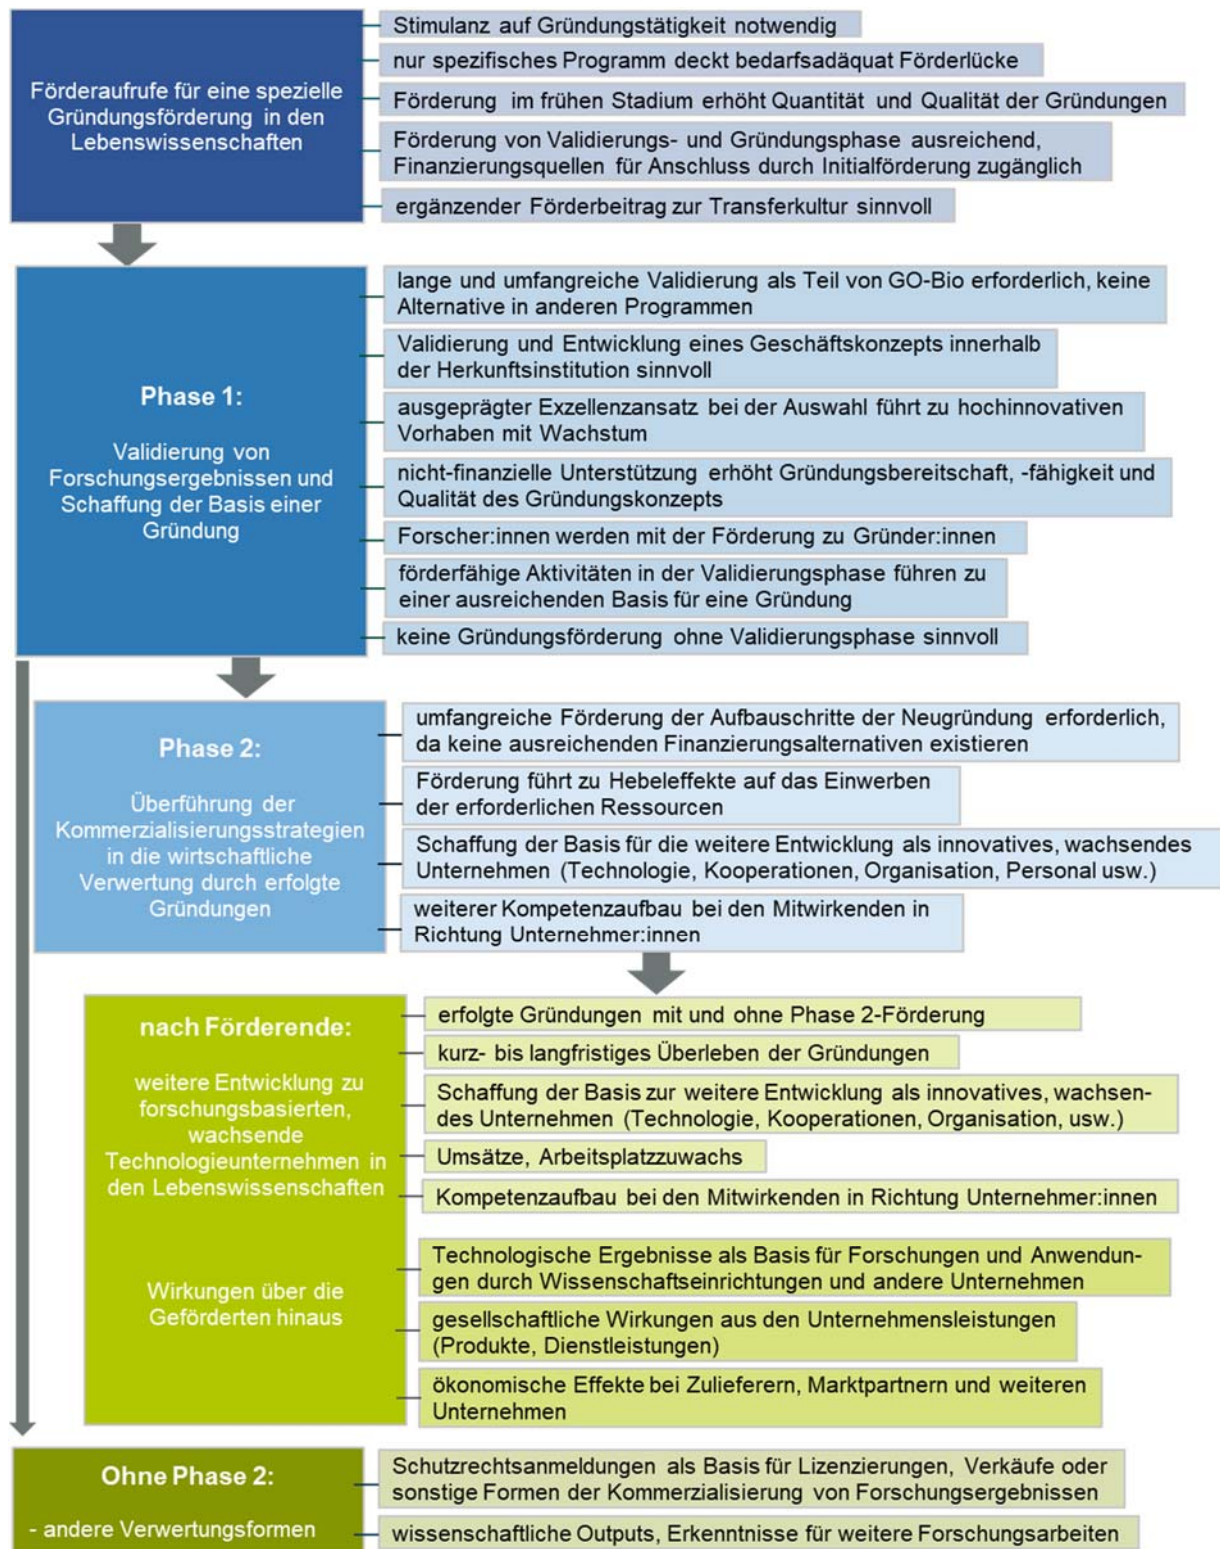 Förderaufrufe für eine spezielle
Gründungsförderung in den
Lebenswissenschaften
Stimulanz auf Gründungstätigkeit notwendig
nur spezifisches Programm deckt bedarfsadäquat Förderlücke
Förderung im frühen Stadium erhöht Quantität und Qualität der Gründungen
Förderung von Validierungs- und Gründungsphase ausreichend,
Finanzierungsquellen für Anschluss durch Initialförderung zugänglich
ergänzender Förderbeitrag zur Transferkultur sinnvoll
Phase 1:
Validierung von
Forschungsergebnissen und
Schaffung der Basis einer
Gründung
lange und umfangreiche Validierung als Teil von GO-Bio erforderlich, keine
Alternative in anderen Programmen
Validierung und Entwicklung eines Geschäftskonzepts innerhalb
der Herkunftsinstitution sinnvoll
ausgeprägter Exzellenzansatz bei der Auswahl führt zu hochinnovativen
Vorhaben mit Wachstum
nicht-finanzielle Unterstützung erhöht Gründungsbereitschaft, -fähigkeit und
Qualität des Gründungskonzepts
Forscher:innen werden mit der Förderung zu Gründer:innen
förderfähige Aktivitäten in der Validierungsphase führen zu
einer ausreichenden Basis für eine Gründung
keine Gründungsförderung ohne Validierungsphase sinnvoll
Phase 2:
Überführung der
Kommerzialisierungsstrategien
in die wirtschaftliche
Verwertung durch erfolgte
Gründungen
umfangreiche Förderung der Aufbauschritte der Neugründung erforderlich,
da keine ausreichenden Finanzierungsalternativen existieren
Förderung führt zu Hebeleffekte auf das Einwerben
der erforderlichen Ressourcen
Schaffung der Basis für die weitere Entwicklung als innovatives, wachsendes
Unternehmen (Technologie, Kooperationen, Organisation, Personal usw.)
weiterer Kompetenzaufbau bei den Mitwirkenden in
Richtung Unternehmer:innen
nach Förderende:
weitere Entwicklung zu
forschungsbasierten,
wachsende
Technologieunternehmen in
den Lebenswissenschaften
erfolgte Gründungen mit und ohne Phase 2-Förderung
kurz- bis langfristiges Überleben der Gründungen
Schaffung der Basis zur weitere Entwicklung als innovatives, wachsen-
des Unternehmen (Technologie, Kooperationen, Organisation, usw.)
Umsätze, Arbeitsplatzzuwachs
Kompetenzaufbau bei den Mitwirkenden in Richtung Unternehmer:innen
Wirkungen über die
Geförderten hinaus
Technologische Ergebnisse als Basis für Forschungen und Anwendun-
gen durch Wissenschaftseinrichtungen und andere Unternehmen
gesellschaftliche Wirkungen aus den Unternehmensleistungen
(Produkte, Dienstleistungen)
ökonomische Effekte bei Zulieferern, Marktpartnern und weiteren
Unternehmen
Ohne Phase 2:
- andere Verwertungsformen
Schutzrechtsanmeldungen als Basis für Lizenzierungen, Verkäufe oder
sonstige Formen der Kommerzialisierung von Forschungsergebnissen
wissenschaftliche Outputs, Erkenntnisse für weitere Forschungsarbeiten